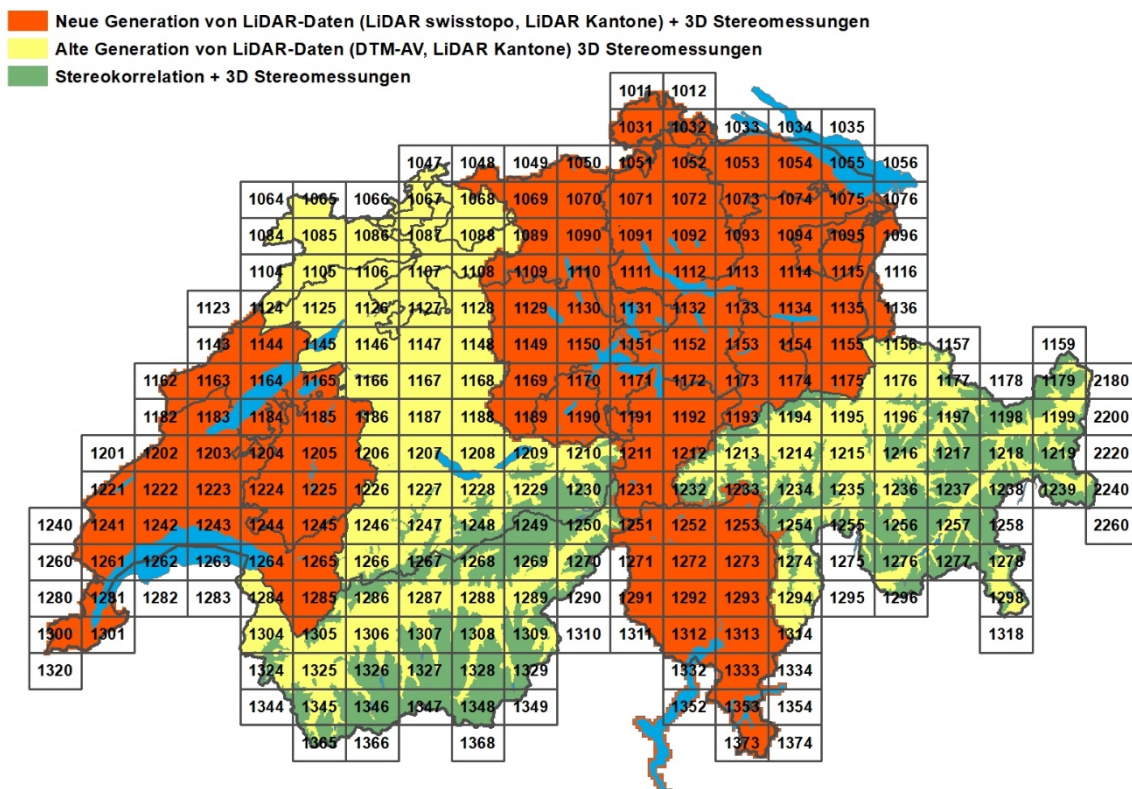 Neue Generation von LiDAR-Daten (LiDAR swisstopo, LiDAR Kantone) + 3D Stereomessungen
Alte Generation von LiDAR-Daten (DTM-AV, LiDAR Kantone) 3D Stereomessungen
Stereokorrelation + 3D Stereomessungen
1011 1012
1031 1032 1033 1034 1035
1047 1048 1049 1050 1051 1052 1053 1054 1055 1056
1064 1065 1066 1067 1068 1069 1070 1071 1072 1073 1074 1075 1076
1084 1085 1086 1087 1088 1089 1090 1091 1092 1093 1094 1095 1096
1104 1105 1106 1107 1108 1109 1110 1111 1112 1113 1114 1115 1116
1123 1124 1125 1126 1127 1128 1129 1130 1131 1132 1133 1134 1135 1136
1143 1144 1145 1146 1147 1148 1149 1150 1151 1152 1153 1154 1155 1156 1157 1159
1162 1163 1164 1165 1166 1167 1168 1169 1170 1171 1172 1173 1174 1175 1176 1177 1178 1179 2180
1182 1183 1184 1185 1186 1187 1188 1189 1190 1191 1192 1193 1194 1195 1196 1197 1198 1199 2200
1201 1202 1203 1204 1205 1206 1207 1208 1209 1210 1211 1212 1213 1214 1215 1216 1217 1218 1219 2220
1221 1222 1223 1224 1225 1226 1227 1228 1229 1230 1231 1232 1233 1234 1235 1236 1237 1238 1239 2240
1240 1241 1242 1243 1244 1245 1246 1247 1248 1249 1250 1251 1252 1253 1254 1255 1256 1257 1258 2260
1260 1261 1262 1263 1264 1265 1266 1267 1268 1269 1270 1271 1272 1273 1274 1275 1276 1277 1278
1280 1281 1282 1283 1284 1285 1286 1287 1288 1289 1290 1291 1292 1293 1294 1295 1296 1298
1300 1301 1304 1305 1306 1307 1308 1309 1310 1311 1312 1313 1314 1318
1320 1324 1325 1326 1327 1328 1329 1332 1333 1334
1344 1345 1346 1347 1348 1349 1352 1353 1354
1365 1366 1368 1373 1374